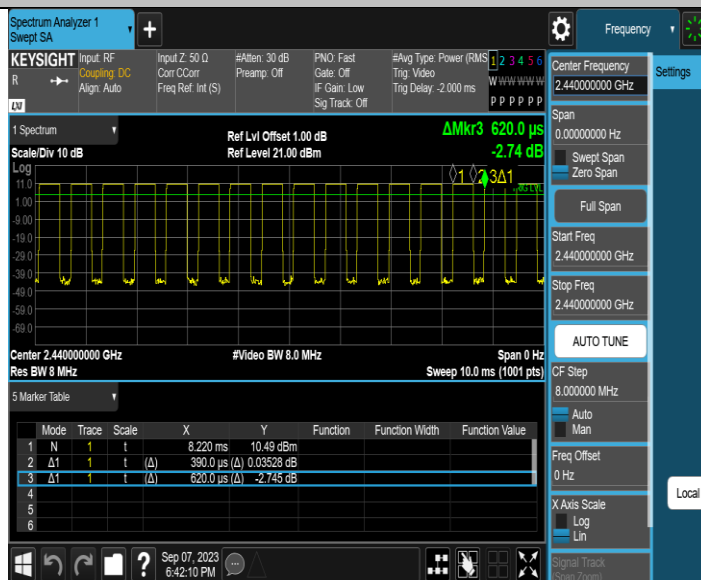 Spectrum Analyzer 1
Swept SA
Frequency
KEYSIGHT
R
LXI
Input: RF
Coupling: DC
Align: Auto
Input Z: 50 Ω
Corr CCorr
Freq Ref: Int (S)
#Atten: 30 dB
Preamp: Off
PNO: Fast
Gate: Off
IF Gain: Low
Sig Track: Off
#Avg Type: Power (RMS
Trig: Video
Trig Delay: -2.000 ms
1 2 3 4 5 6
W W W W W W
P P P P P P
1 Spectrum
Scale/Div 10 dB
Ref Lvl Offset 1.00 dB
Ref Level 21.00 dBm
ΔMkr3 620.0 µs
-2.74 dB
Log
11.0
1.00
-9.00
-19.0
-29.0
-39.0
-49.0
-59.0
-69.0
1
2
3Δ1
Center 2.440000000 GHz
#Video BW 8.0 MHz
Span 0 Hz
Res BW 8 MHz
Sweep 10.0 ms (1001 pts)
5 Marker Table
Mode Trace Scale X Y Function Function Width Function Value
1 N 1 t 8.220 ms 10.49 dBm
2 Δ1 1 t (Δ) 390.0 µs (Δ) 0.03528 dB
3 Δ1 1 t (Δ) 620.0 µs (Δ) -2.745 dB
4
5
6
?
Sep 07, 2023
6:42:10 PM
Center Frequency
2.440000000 GHz
Span
0.00000000 Hz
Swept Span
Zero Span
Full Span
Start Freq
2.440000000 GHz
Stop Freq
2.440000000 GHz
AUTO TUNE
CF Step
8.000000 MHz
Auto
Man
Freq Offset
0 Hz
X Axis Scale
Log
Lin
Signal Track
(Span Zoom)
Settings
Local